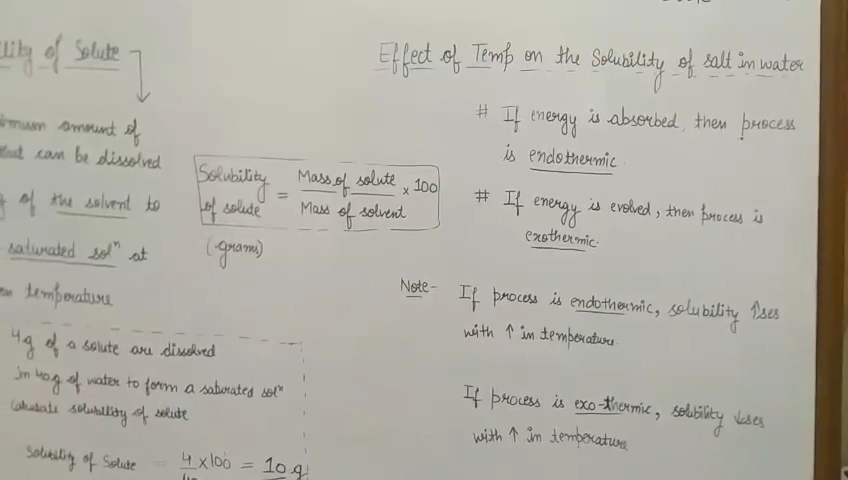 of Solute
amount of
can be dissolved
of the solvent to
saturated solⁿ at
temperature
Solubility of solute = Mass of solute / Mass of solvent × 100
(grams)
4g of a solute are dissolved
in 40g of water to form a saturated solⁿ
Calculate solubility of solute
Solubility of Solute = 4/40 × 100 = 10 g
Effect of Temp on the Solubility of salt in water
# If energy is absorbed, then process
is endothermic.
# If energy is evolved, then process is
exothermic.
Note- If process is endothermic, solubility ↑ses
with ↑ in temperature.
If process is exo-thermic, solbility ↓ses
with ↑ in temperature